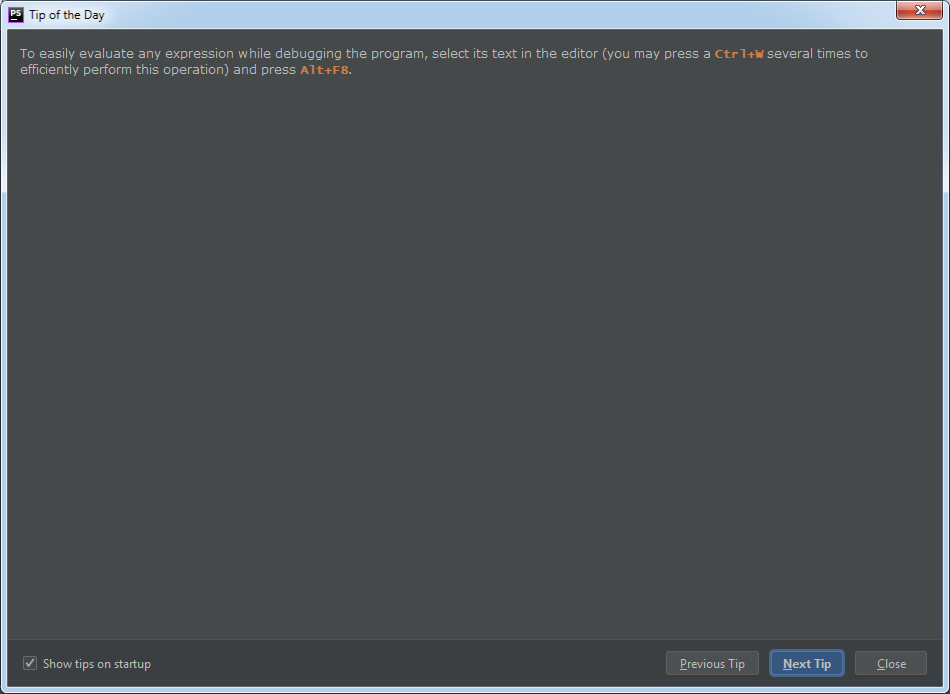 PS Tip of the Day
To easily evaluate any expression while debugging the program, select its text in the editor (you may press a Ctrl+W several times to
efficiently perform this operation) and press Alt+F8.
Show tips on startup
Previous Tip
Next Tip
Close